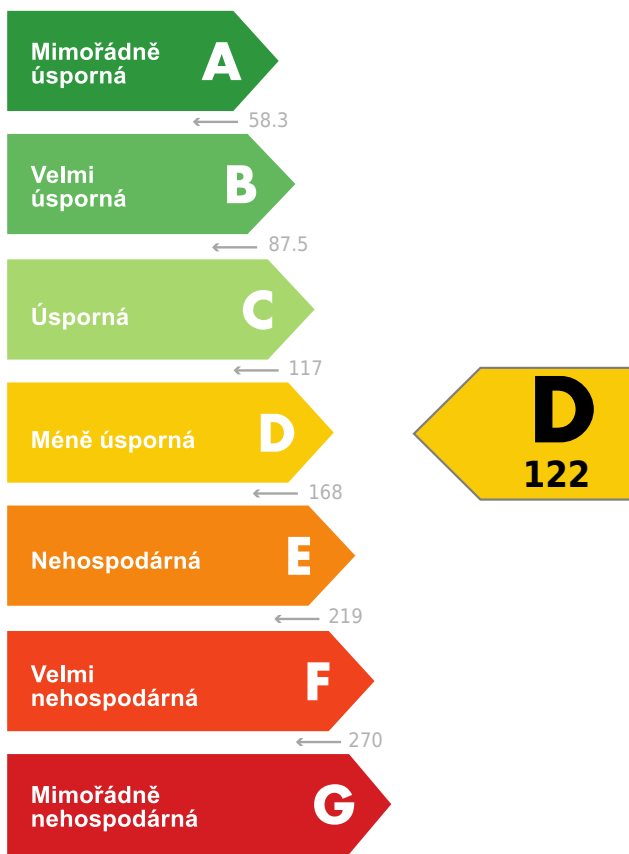 Mimořádně
úsporná
A
58.3
Velmi
úsporná
B
87.5
Úsporná
C
117
Méně úsporná
D
168
D
122
Nehospodárná
E
219
Velmi
nehospodárná
F
270
Mimořádně
nehospodárná
G